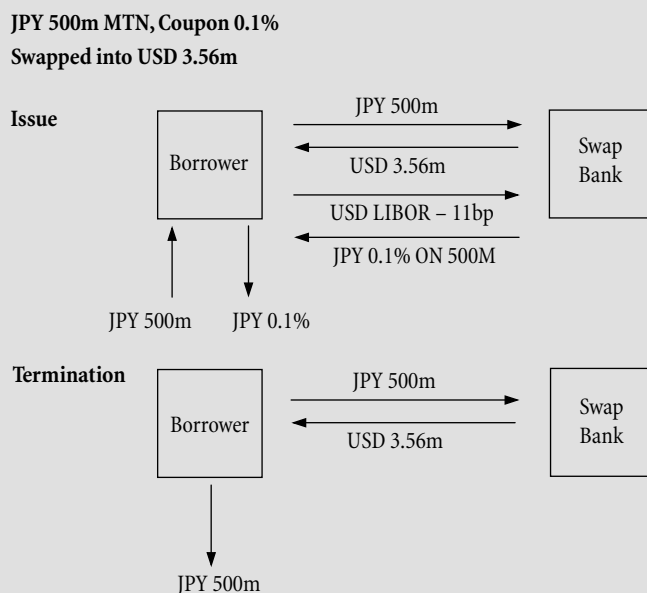 JPY 500m MTN, Coupon 0.1%
Swapped into USD 3.56m
Issue
JPY 500m
Borrower
USD 3.56m
Swap
Bank
USD LIBOR – 11bp
JPY 0.1% ON 500M
JPY 500m
JPY 0.1%
Termination
JPY 500m
Borrower
USD 3.56m
Swap
Bank
JPY 500m